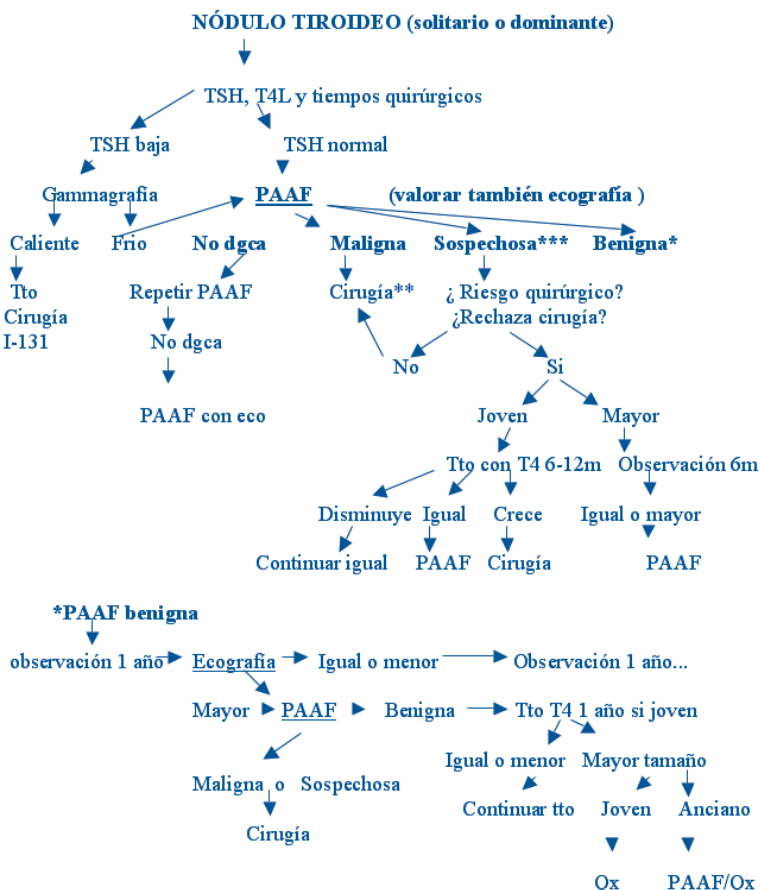 NÓDULO TIROIDEO (solitario o dominante)
TSH, T4L y tiempos quirúrgicos
TSH baja TSH normal
Gammagrafía PAAF (valorar también ecografía )
Caliente Frio No dgca Maligna Sospechosa*** Benigna*
Tto Repetir PAAF Cirugía** ¿ Riesgo quirúrgico?
Cirugía ¿Rechaza cirugía?
I-131 No dgca
No Si
PAAF con eco Joven Mayor
Tto con T4 6-12m Observación 6m
Disminuye Igual Crece Igual o mayor
Continuar igual PAAF Cirugía PAAF
*PAAF benigna
observación 1 año Ecografía Igual o menor Observación 1 año...
Mayor PAAF Benigna Tto T4 1 año si joven
Igual o menor Mayor tamaño
Maligna o Sospechosa
Continuar tto Joven Anciano
Cirugía
Ox PAAF/Ox